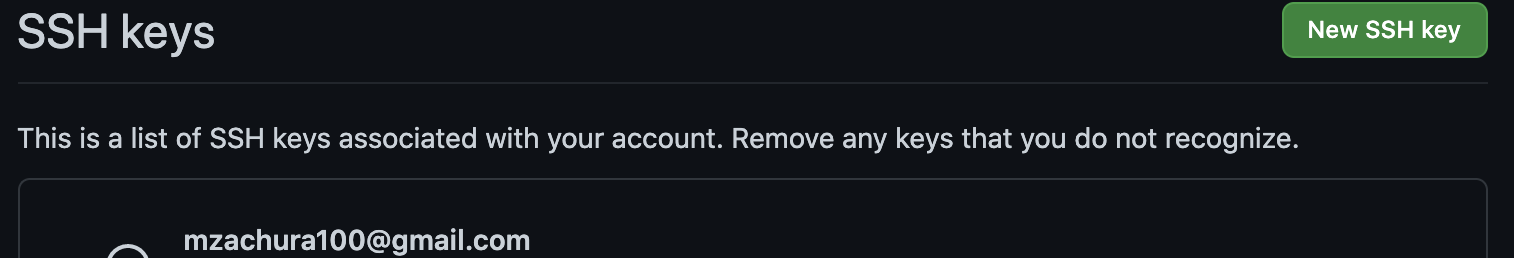 SSH keys
New SSH key
This is a list of SSH keys associated with your account. Remove any keys that you do not recognize.
mzachura100@gmail.com